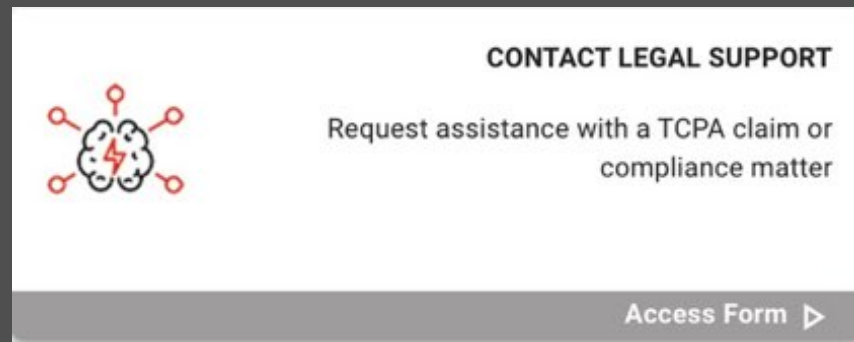 CONTACT LEGAL SUPPORT
Request assistance with a TCPA claim or
compliance matter
Access Form